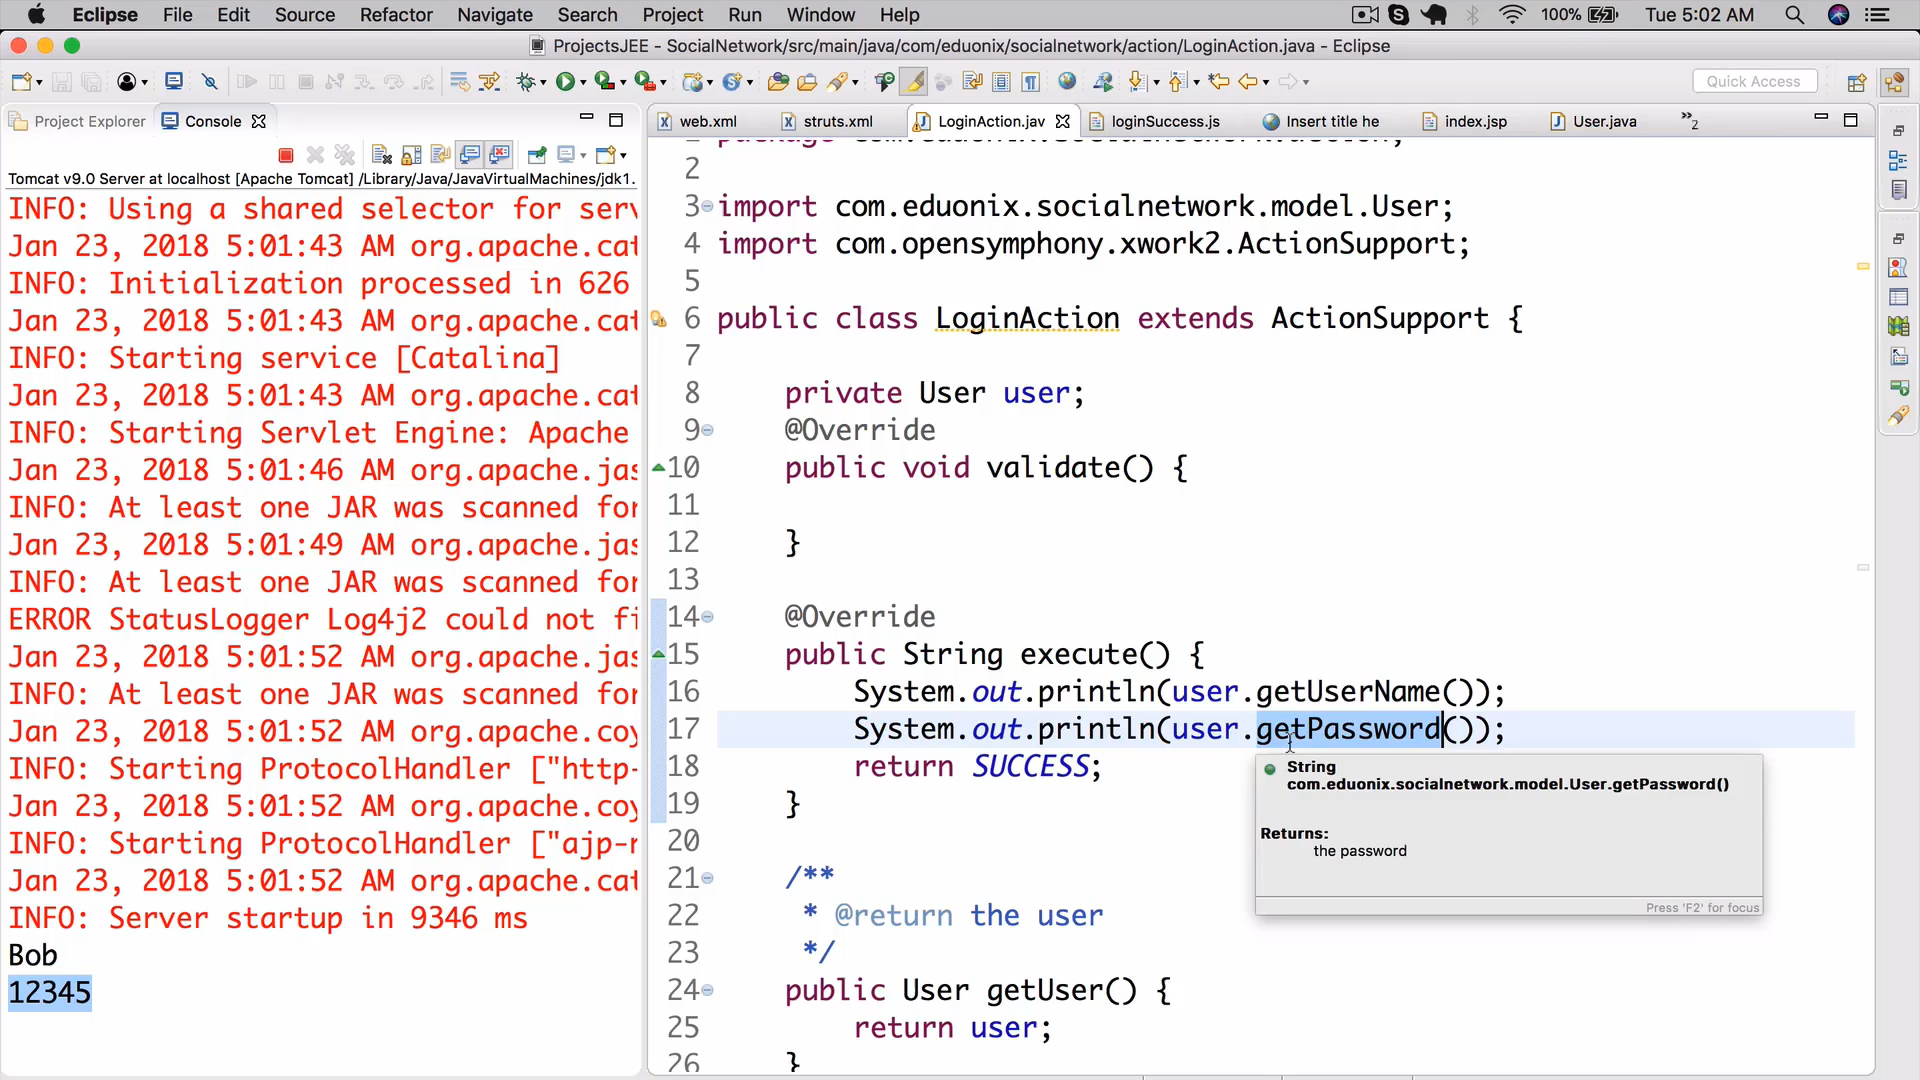 Eclipse File Edit Source Refactor Navigate Search Project Run Window Help 100% Tue 5:02 AM
ProjectsJEE - SocialNetwork/src/main/java/com/eduonix/socialnetwork/action/LoginAction.java - Eclipse
Quick Access
Project Explorer Console
web.xml struts.xml LoginAction.jav loginSuccess.js Insert title he index.jsp User.java »2
Tomcat v9.0 Server at localhost [Apache Tomcat] /Library/Java/JavaVirtualMachines/jdk1.
INFO: Using a shared selector for serv
Jan 23, 2018 5:01:43 AM org.apache.cat
INFO: Initialization processed in 626
Jan 23, 2018 5:01:43 AM org.apache.cat
INFO: Starting service [Catalina]
Jan 23, 2018 5:01:43 AM org.apache.cat
INFO: Starting Servlet Engine: Apache
Jan 23, 2018 5:01:46 AM org.apache.jas
INFO: At least one JAR was scanned for
Jan 23, 2018 5:01:49 AM org.apache.jas
INFO: At least one JAR was scanned for
ERROR StatusLogger Log4j2 could not fi
Jan 23, 2018 5:01:52 AM org.apache.jas
INFO: At least one JAR was scanned for
Jan 23, 2018 5:01:52 AM org.apache.coy
INFO: Starting ProtocolHandler ["http-
Jan 23, 2018 5:01:52 AM org.apache.coy
INFO: Starting ProtocolHandler ["ajp-n
Jan 23, 2018 5:01:52 AM org.apache.cat
INFO: Server startup in 9346 ms
Bob
12345
2
3 import com.eduonix.socialnetwork.model.User;
4 import com.opensymphony.xwork2.ActionSupport;
5
6 public class LoginAction extends ActionSupport {
7
8 private User user;
9 @Override
10 public void validate() {
11
12 }
13
14 @Override
15 public String execute() {
16 System.out.println(user.getUserName());
17 System.out.println(user.getPassword());
18 return SUCCESS;
19 }
20
21 /**
22 * @return the user
23 */
24 public User getUser() {
25 return user;
26 }
String
com.eduonix.socialnetwork.model.User.getPassword()
Returns:
the password
Press 'F2' for focus